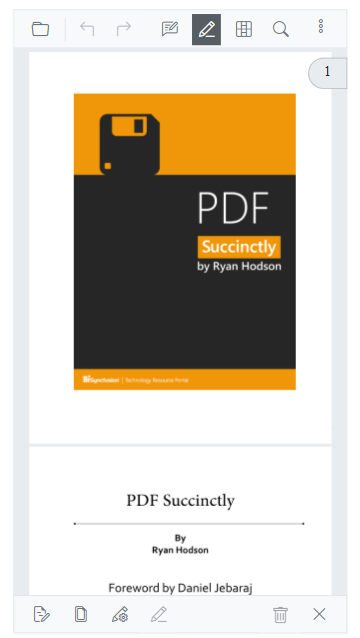 1
PDF
Succinctly
by Ryan Hodson
Syncfusion | Technology Resource Portal
PDF Succinctly
By
Ryan Hodson
Foreword by Daniel Jebaraj